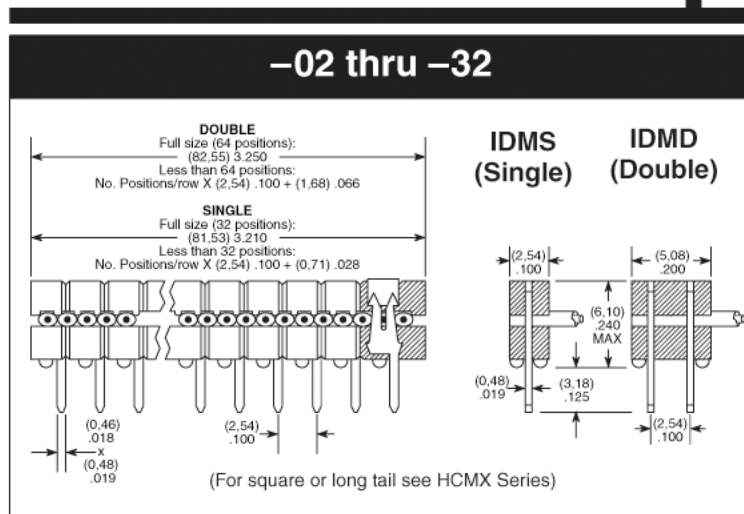 –02 thru –32
DOUBLE
Full size (64 positions):
(82,55) 3.250
Less than 64 positions:
No. Positions/row X (2,54) .100 + (1,68) .066
SINGLE
Full size (32 positions):
(81,53) 3.210
Less than 32 positions:
No. Positions/row X (2,54) .100 + (0,71) .028
IDMS
(Single)
IDMD
(Double)
(2,54)
.100
(5,08)
.200
(6,10)
.240
MAX
(0,48)
.019
(3,18)
.125
(2,54)
.100
(0,46)
.018
x
(0,48)
.019
(2,54)
.100
(For square or long tail see HCMX Series)